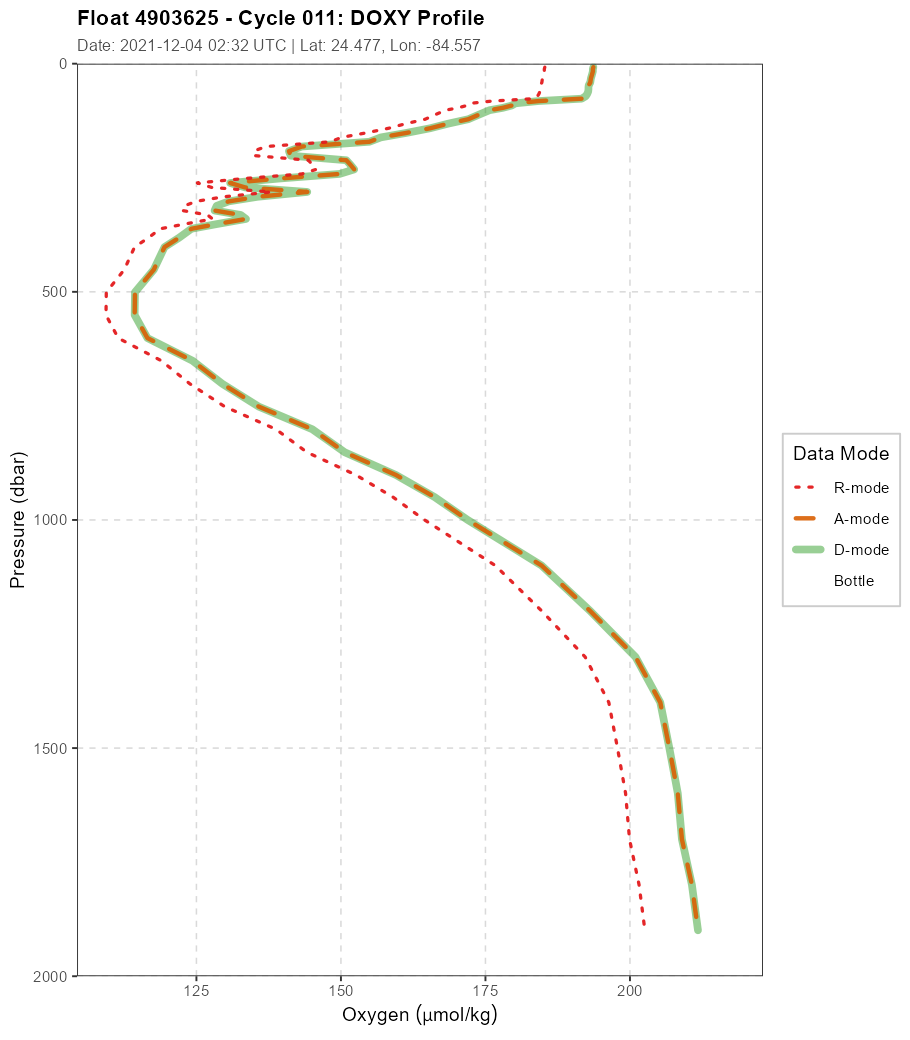 Float 4903625 - Cycle 011: DOXY Profile
Date: 2021-12-04 02:32 UTC | Lat: 24.477, Lon: -84.557
0
500
1000
1500
2000
Pressure (dbar)
125 150 175 200
Oxygen (μmol/kg)
Data Mode
R-mode
A-mode
D-mode
Bottle